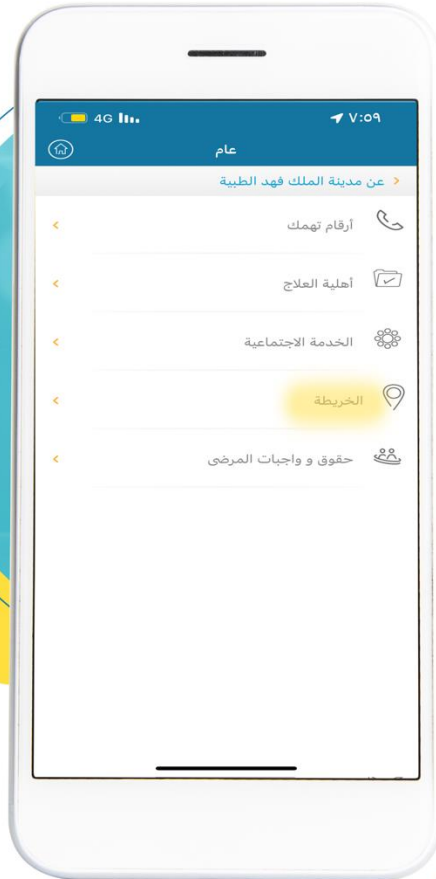 4G ٧:٥٩
عام
عن مدينة الملك فهد الطبية
أرقام تهمك
أهلية العلاج
الخدمة الاجتماعية
الخريطة
حقوق و واجبات المرضى